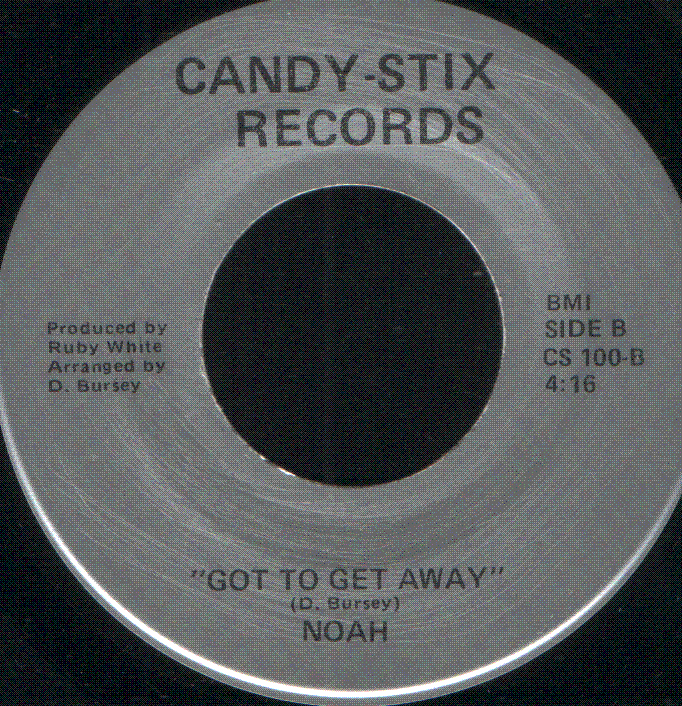 CANDY-STIX
RECORDS
Produced by
Ruby White
Arranged by
D. Bursey
BMI
SIDE B
CS 100-B
4:16
"GOT TO GET AWAY"
(D. Bursey)
NOAH